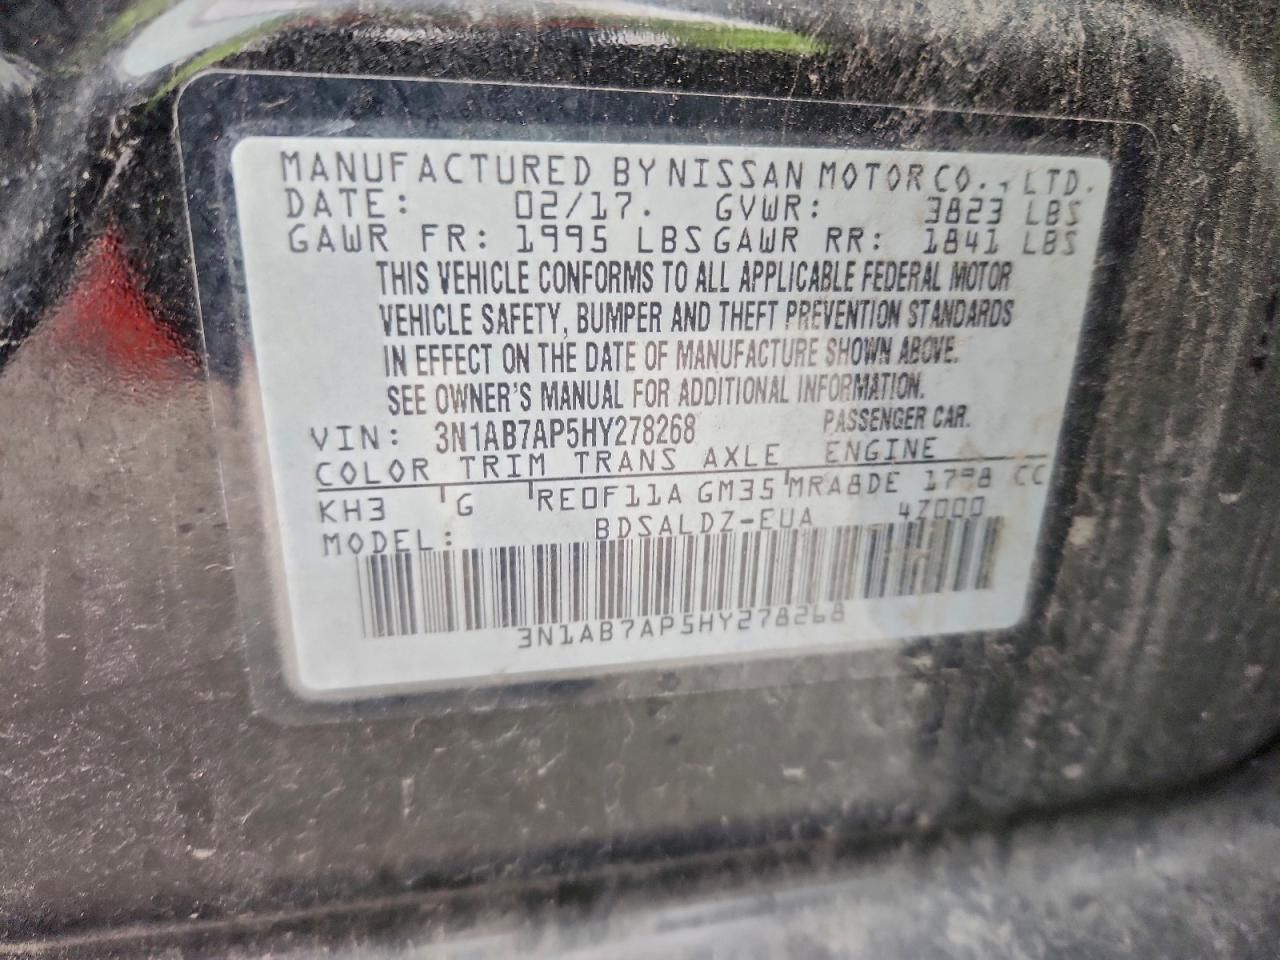 MANUFACTURED BY NISSAN MOTOR CO., LTD.
DATE: 02/17. GVWR: 3823 LBS
GAWR FR: 1995 LBS GAWR RR: 1841 LBS
THIS VEHICLE CONFORMS TO ALL APPLICABLE FEDERAL MOTOR
VEHICLE SAFETY, BUMPER AND THEFT PREVENTION STANDARDS
IN EFFECT ON THE DATE OF MANUFACTURE SHOWN ABOVE.
SEE OWNER'S MANUAL FOR ADDITIONAL INFORMATION.
VIN: 3N1AB7AP5HY278268 PASSENGER CAR.
COLOR TRIM TRANS AXLE ENGINE
KH3 G RE0F11A GM35 MRA8DE 1798 CC
MODEL: BDSALDZ-EUA 47000
3N1AB7AP5HY278268